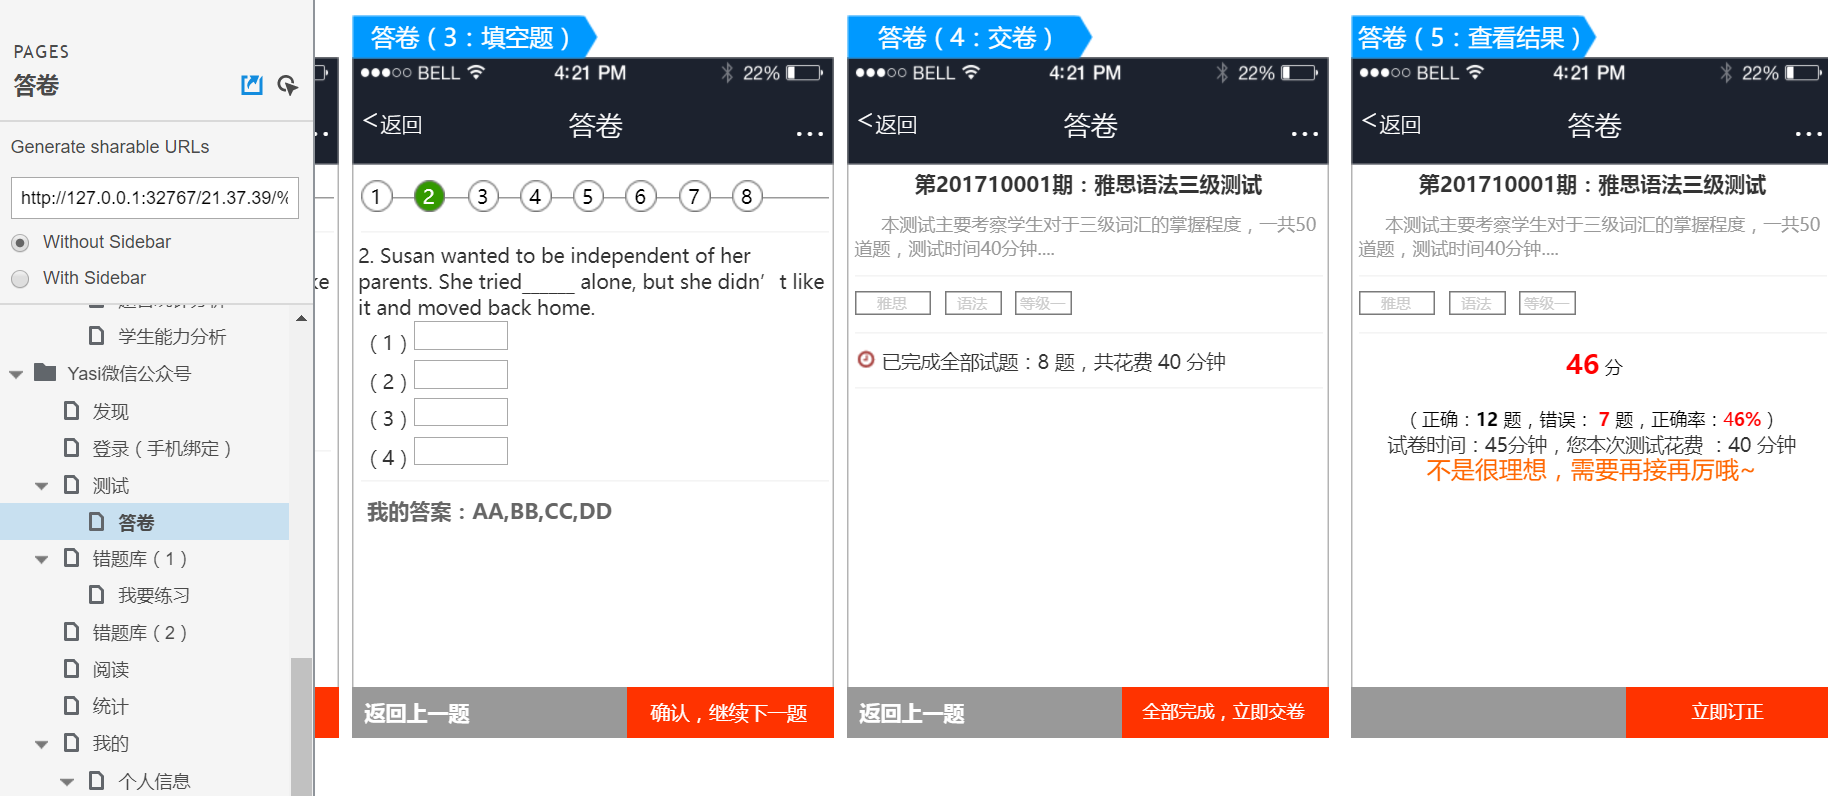 PAGES
答卷
Generate sharable URLs
http://127.0.0.1:32767/21.37.39/%
Without Sidebar
With Sidebar
学生能力分析
Yasi微信公众号
发现
登录（手机绑定）
测试
答卷
错题库（1）
我要练习
错题库（2）
阅读
统计
我的
个人信息
...
ke
答卷（3：填空题）
BELL 4:21 PM 22%
<返回 答卷 ...
1 2 3 4 5 6 7 8
2. Susan wanted to be independent of her
parents. She tried______ alone, but she didn’t like
it and moved back home.
（1）
（2）
（3）
（4）
我的答案：AA,BB,CC,DD
返回上一题 确认，继续下一题
答卷（4：交卷）
BELL 4:21 PM 22%
<返回 答卷 ...
第201710001期：雅思语法三级测试
本测试主要考察学生对于三级词汇的掌握程度，一共50
道题，测试时间40分钟....
雅思 语法 等级一
已完成全部试题：8 题，共花费 40 分钟
返回上一题 全部完成，立即交卷
答卷（5：查看结果）
BELL 4:21 PM 22%
<返回 答卷 ...
第201710001期：雅思语法三级测试
本测试主要考察学生对于三级词汇的掌握程度，一共50
道题，测试时间40分钟....
雅思 语法 等级一
46 分
（正确：12 题，错误： 7 题，正确率：46%）
试卷时间：45分钟，您本次测试花费 ：40 分钟
不是很理想，需要再接再厉哦~
立即订正